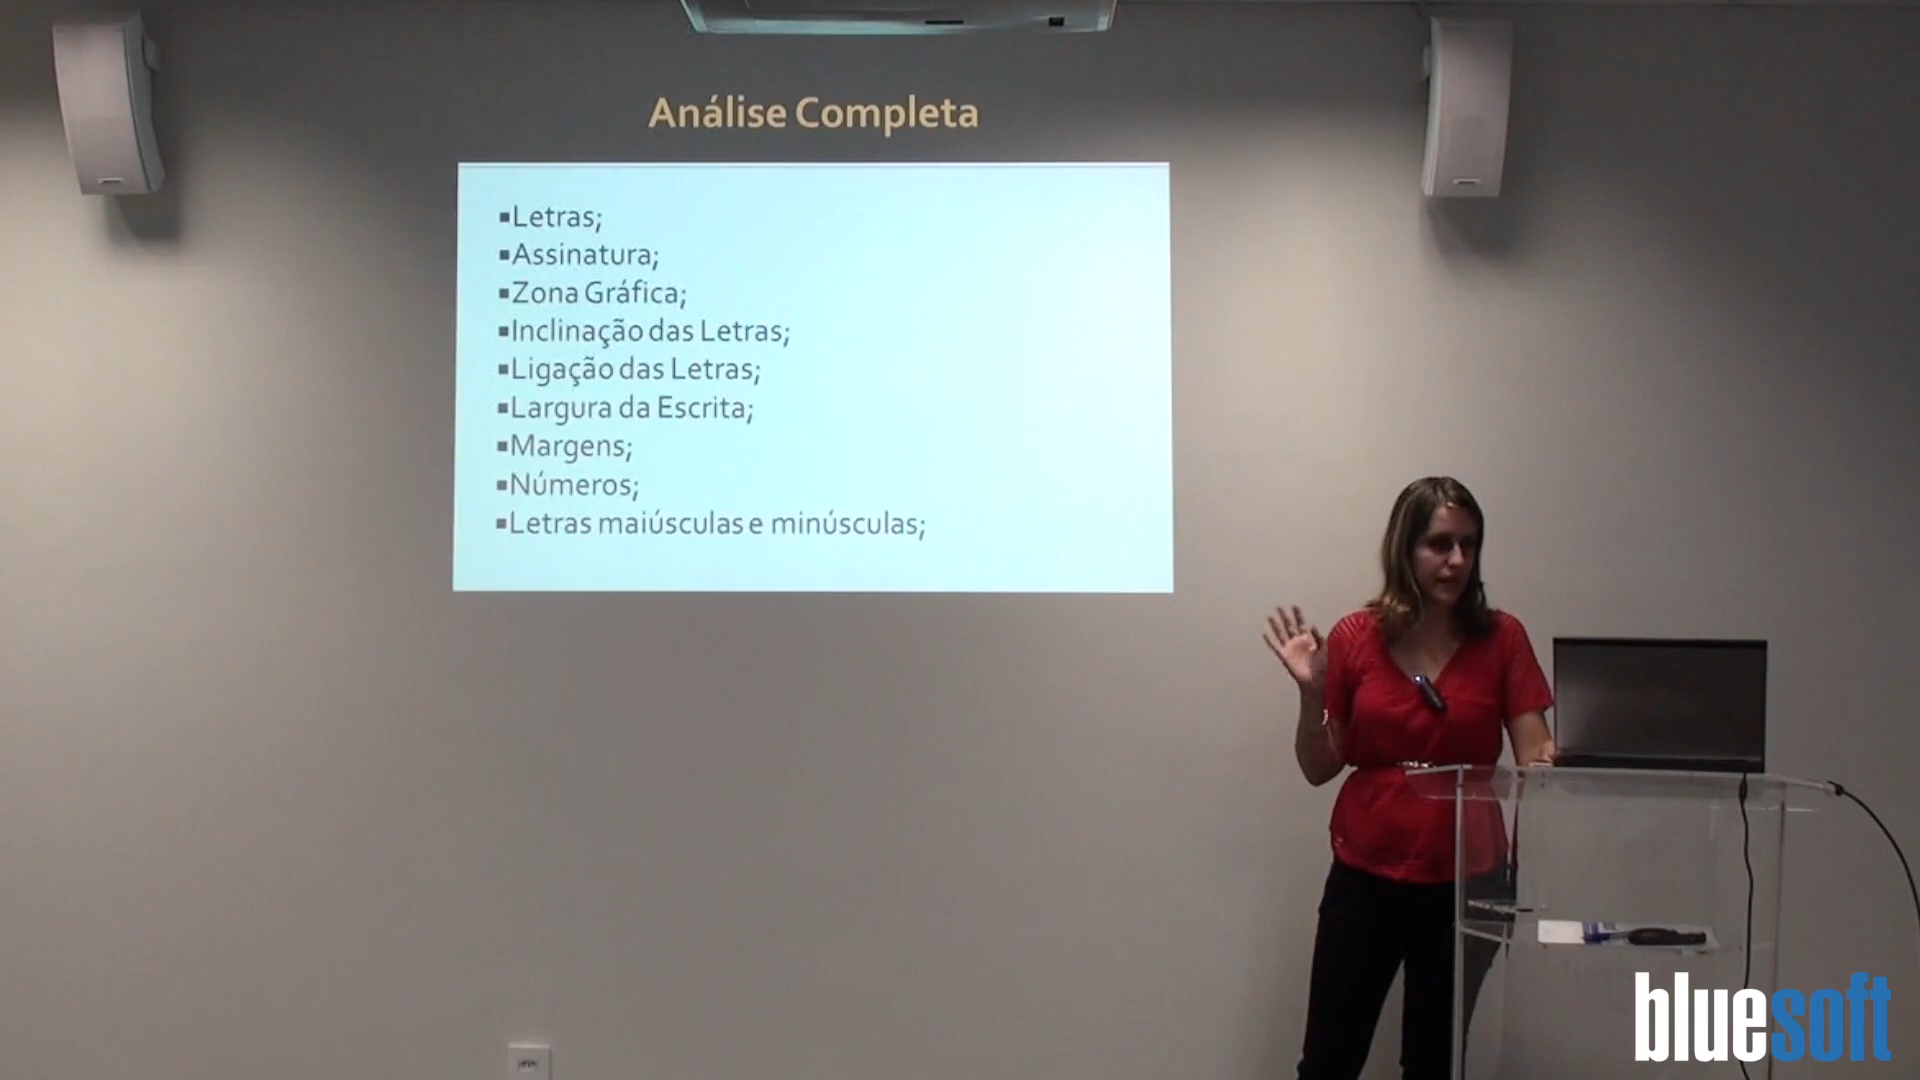 Análise Completa
▪Letras;
▪Assinatura;
▪Zona Gráfica;
▪Inclinação das Letras;
▪Ligação das Letras;
▪Largura da Escrita;
▪Margens;
▪Números;
▪Letras maiúsculas e minúsculas;
bluesoft